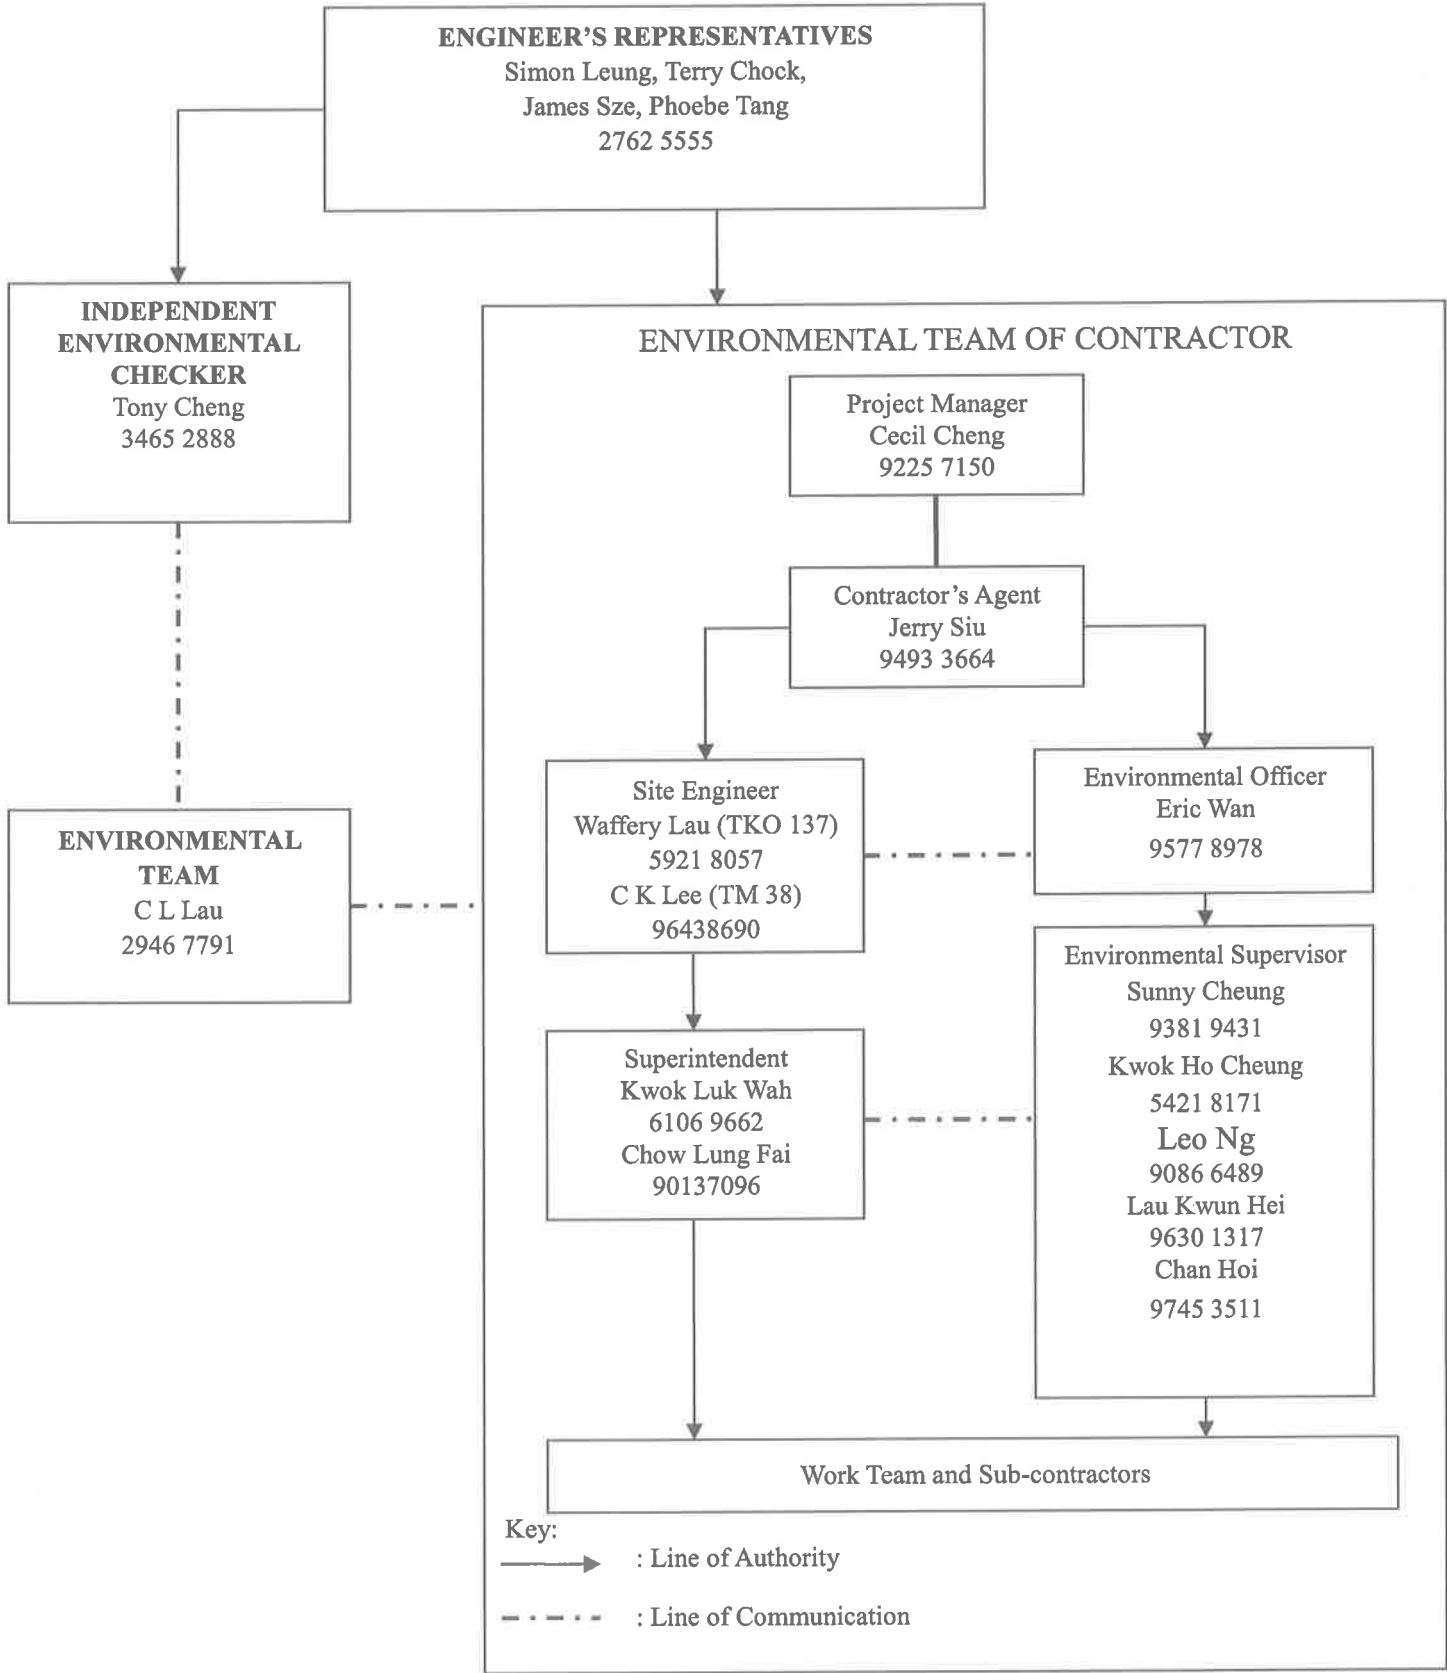 ENGINEER’S REPRESENTATIVES
Simon Leung, Terry Chock,
James Sze, Phoebe Tang
2762 5555
INDEPENDENT
ENVIRONMENTAL
CHECKER
Tony Cheng
3465 2888
ENVIRONMENTAL
TEAM
C L Lau
2946 7791
ENVIRONMENTAL TEAM OF CONTRACTOR
Project Manager
Cecil Cheng
9225 7150
Contractor’s Agent
Jerry Siu
9493 3664
Site Engineer
Waffery Lau (TKO 137)
5921 8057
C K Lee (TM 38)
96438690
Environmental Officer
Eric Wan
9577 8978
Superintendent
Kwok Luk Wah
6106 9662
Chow Lung Fai
90137096
Environmental Supervisor
Sunny Cheung
9381 9431
Kwok Ho Cheung
5421 8171
Leo Ng
9086 6489
Lau Kwun Hei
9630 1317
Chan Hoi
9745 3511
Work Team and Sub-contractors
Key:
: Line of Authority
: Line of Communication